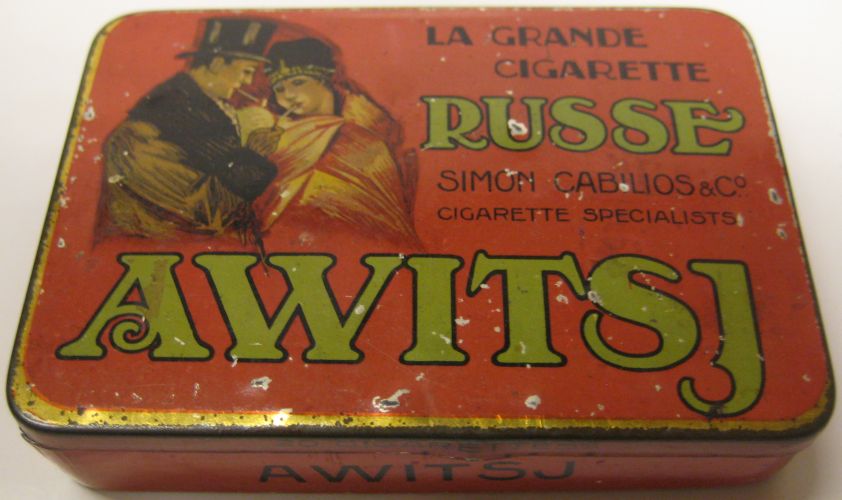 LA GRANDE
CIGARETTE
RUSSE
SIMON CABILIOS & Cº.
CIGARETTE SPECIALISTS
AWITSJ
AWITSJ